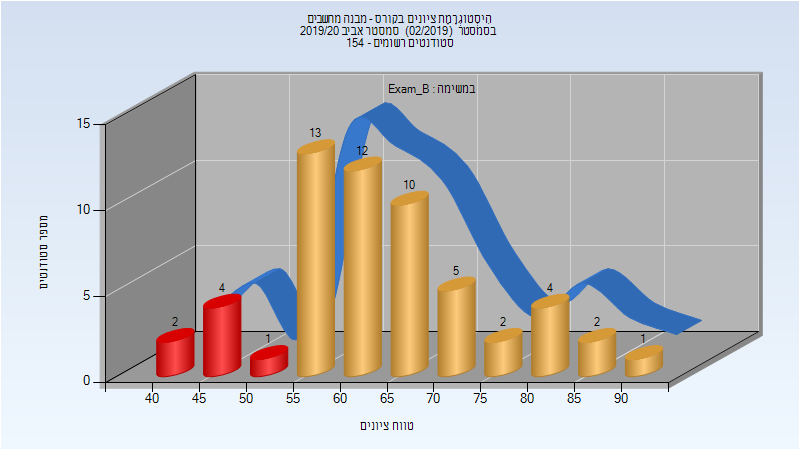 היסטוגרמת ציונים בקורס - מבנה מחשבים
בסמסטר (02/2019) סמסטר אביב 2019/20
סטודנטים רשומים - 154
במשימה : Exam_B
מספר סטודנטים
15
10
5
0
2
4
1
13
12
10
5
2
4
2
1
40 45 50 55 60 65 70 75 80 85 90
טווח ציונים